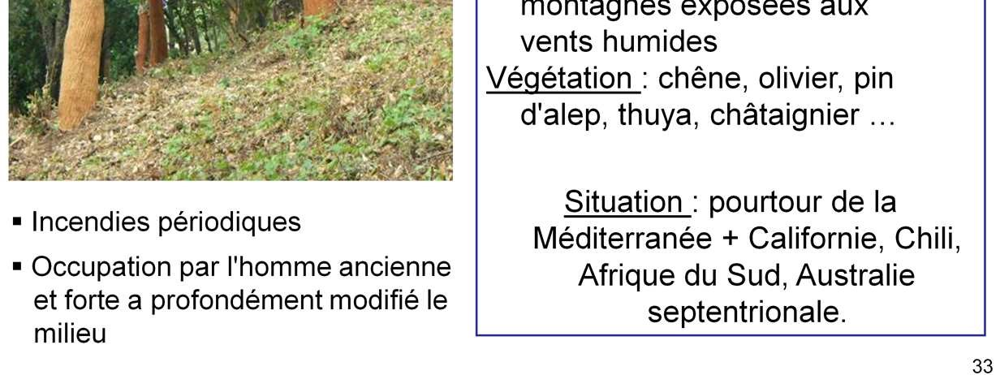 montagnes exposées aux
vents humides
Végétation : chêne, olivier, pin
d'alep, thuya, châtaignier …
Situation : pourtour de la
Méditerranée + Californie, Chili,
Afrique du Sud, Australie
septentrionale.
▪ Incendies périodiques
▪ Occupation par l'homme ancienne
et forte a profondément modifié le
milieu
33